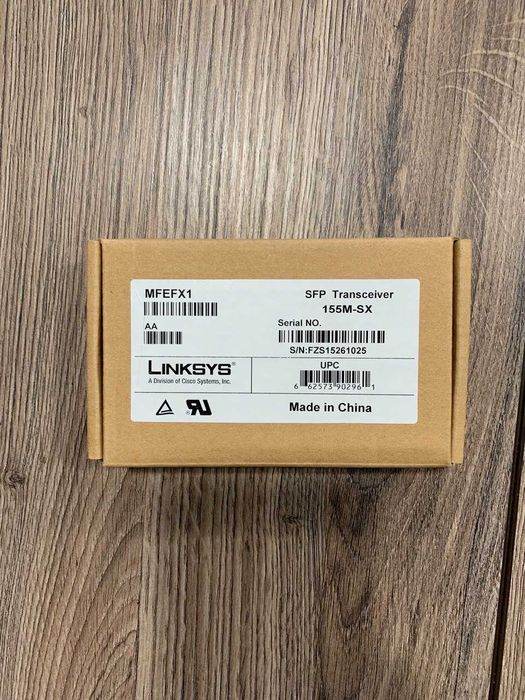 MFEFX1
SFP Transceiver
155M-SX
AA
Serial NO.
S/N:FZS15261025
LINKSYS®
A Division of Cisco Systems, Inc.
UPC
6 62573 90296 1
Made in China